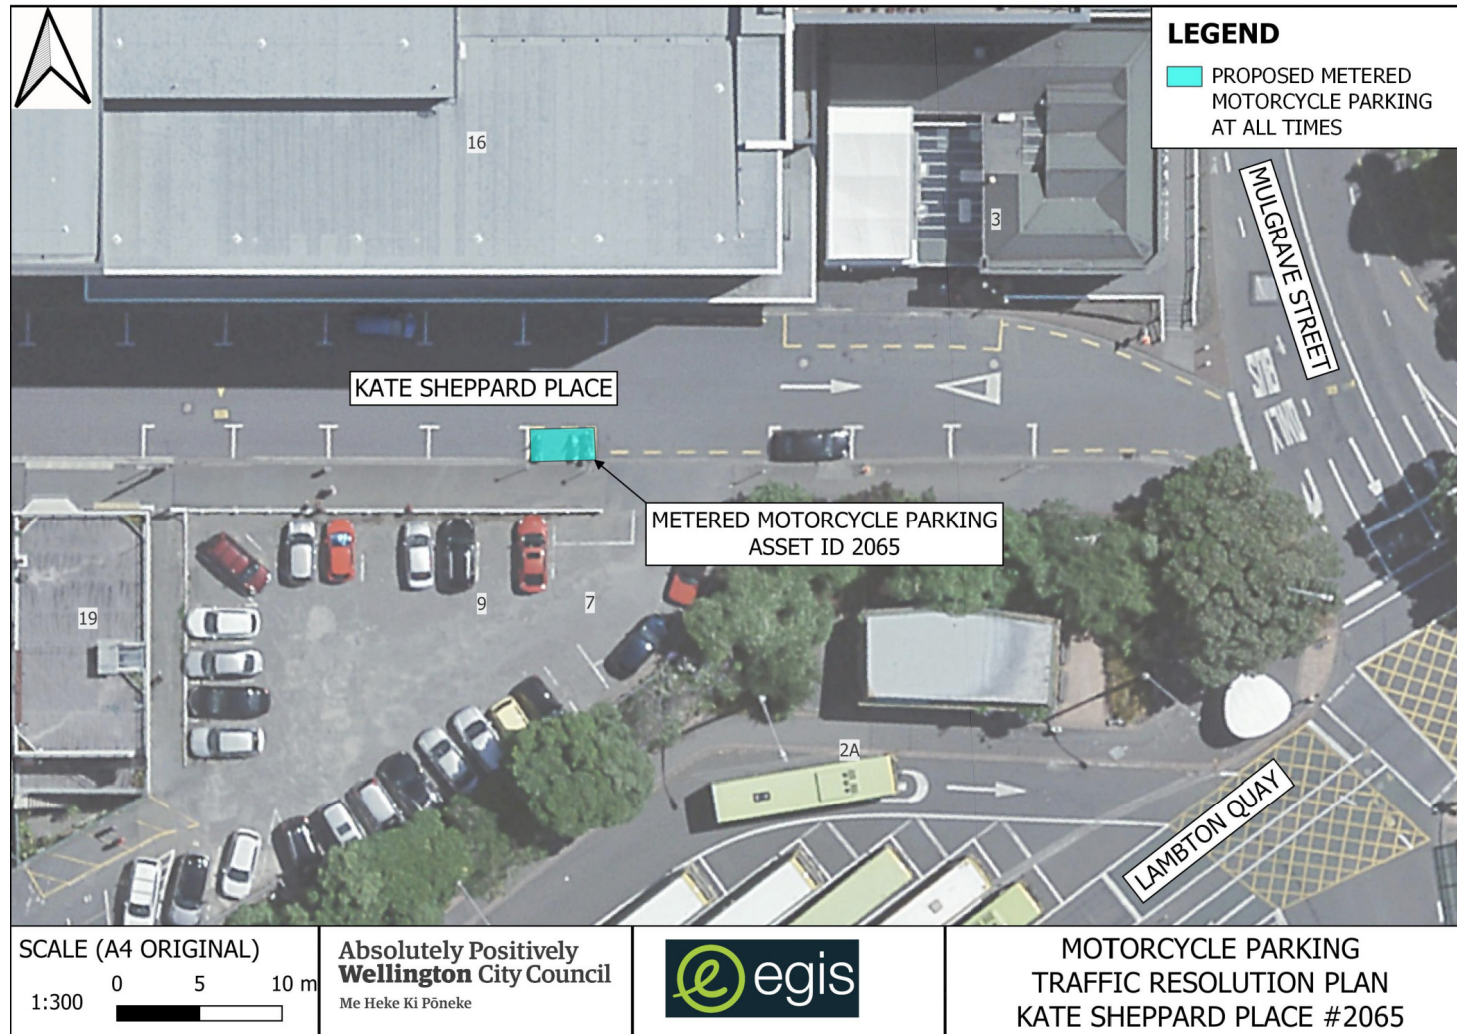 LEGEND
PROPOSED METERED
MOTORCYCLE PARKING
AT ALL TIMES
16
3
MULGRAVE STREET
BUS
ONLY
KATE SHEPPARD PLACE
METERED MOTORCYCLE PARKING
ASSET ID 2065
19
9
7
2A
LAMBTON QUAY
SCALE (A4 ORIGINAL)
0 5 10 m
1:300
Absolutely Positively
Wellington City Council
Me Heke Ki Pōneke
e egis
MOTORCYCLE PARKING
TRAFFIC RESOLUTION PLAN
KATE SHEPPARD PLACE #2065